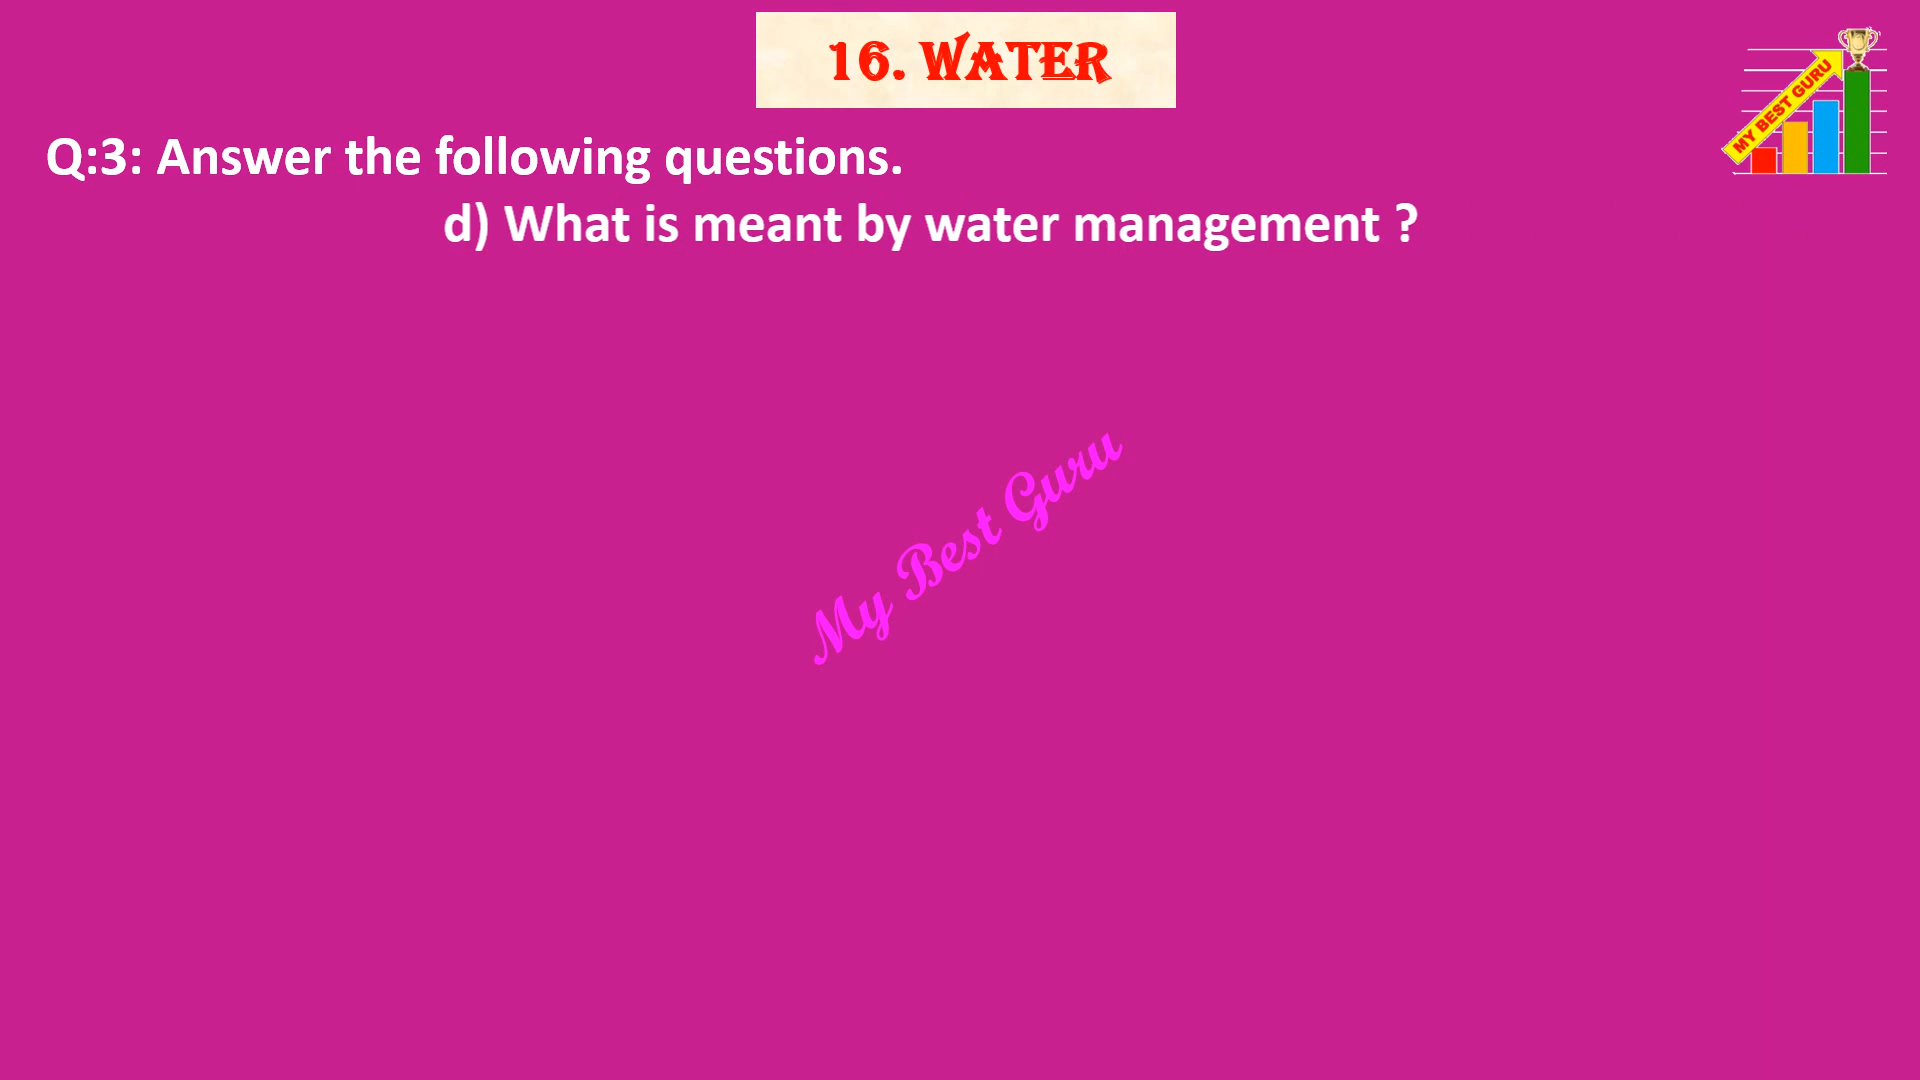 16. WATER
MY BEST GURU
Q:3: Answer the following questions.
d) What is meant by water management ?
My Best Guru